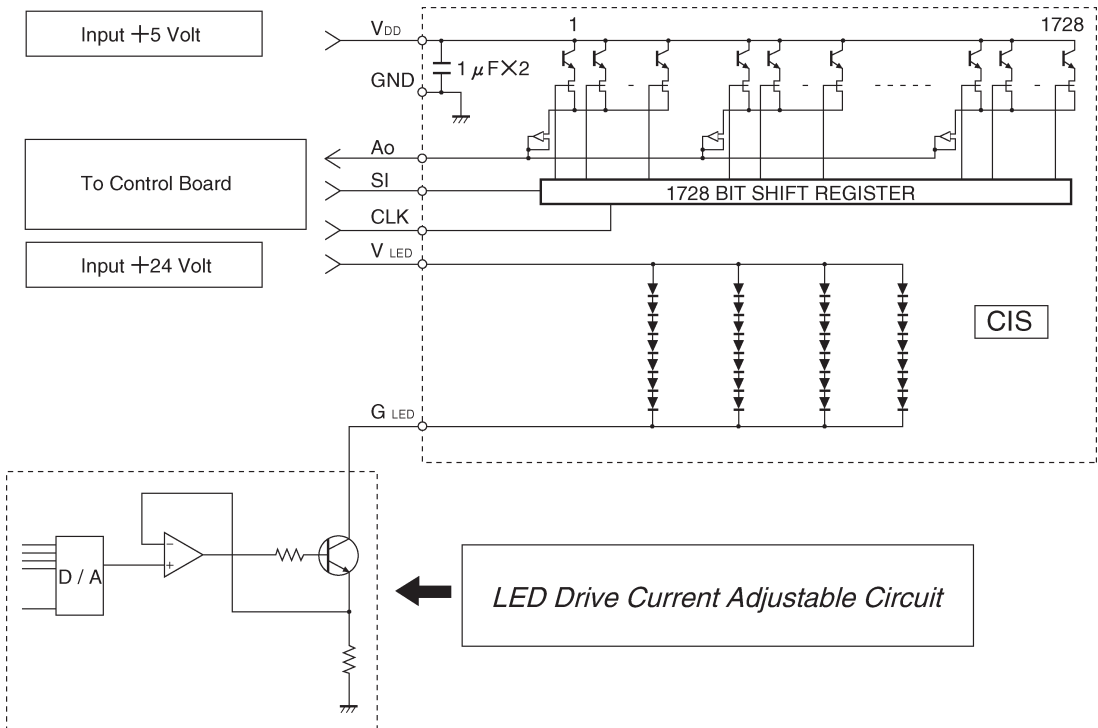 Input +5 Volt
VDD
1
1728
1 μF×2
GND
Ao
To Control Board
SI
1728 BIT SHIFT REGISTER
CLK
V LED
Input +24 Volt
CIS
G LED
D / A
-
+
LED Drive Current Adjustable Circuit